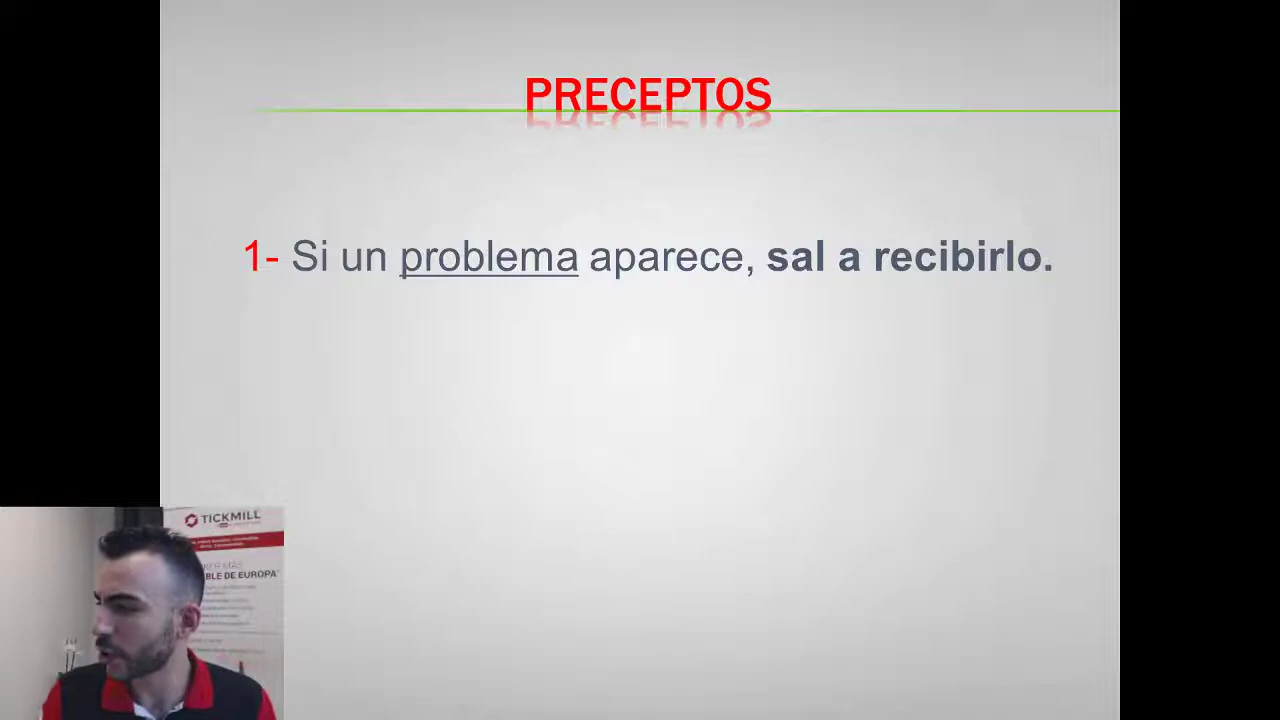 PRECEPTOS
1- Si un problema aparece, sal a recibirlo.
TICKMILL
BLE DE EUROPA"